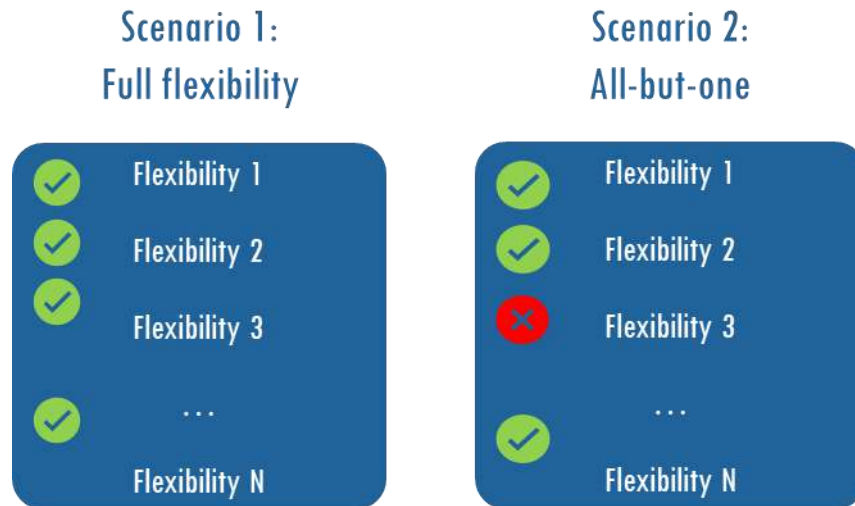 Scenario 1:
Full flexibility
Flexibility 1
Flexibility 2
Flexibility 3
...
Flexibility N
Scenario 2:
All-but-one
Flexibility 1
Flexibility 2
Flexibility 3
...
Flexibility N